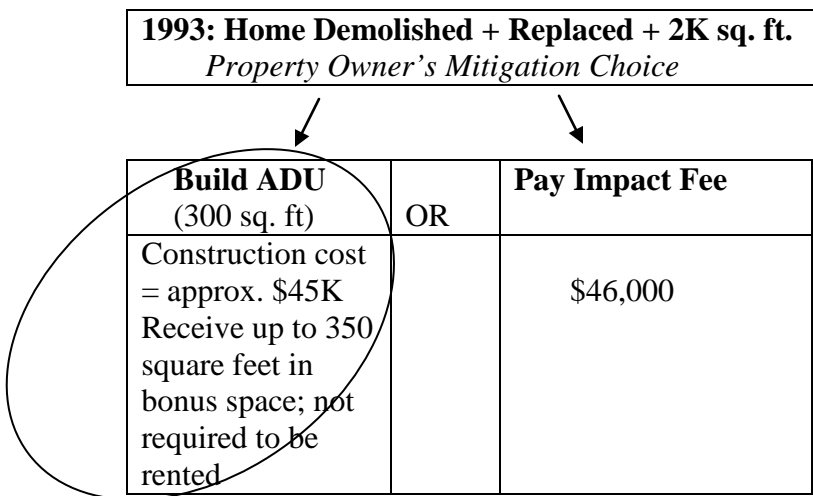 1993: Home Demolished + Replaced + 2K sq. ft.
Property Owner's Mitigation Choice
Build ADU
(300 sq. ft)
OR
Pay Impact Fee
Construction cost
= approx. $45K
Receive up to 350
square feet in
bonus space; not
required to be
rented
$46,000